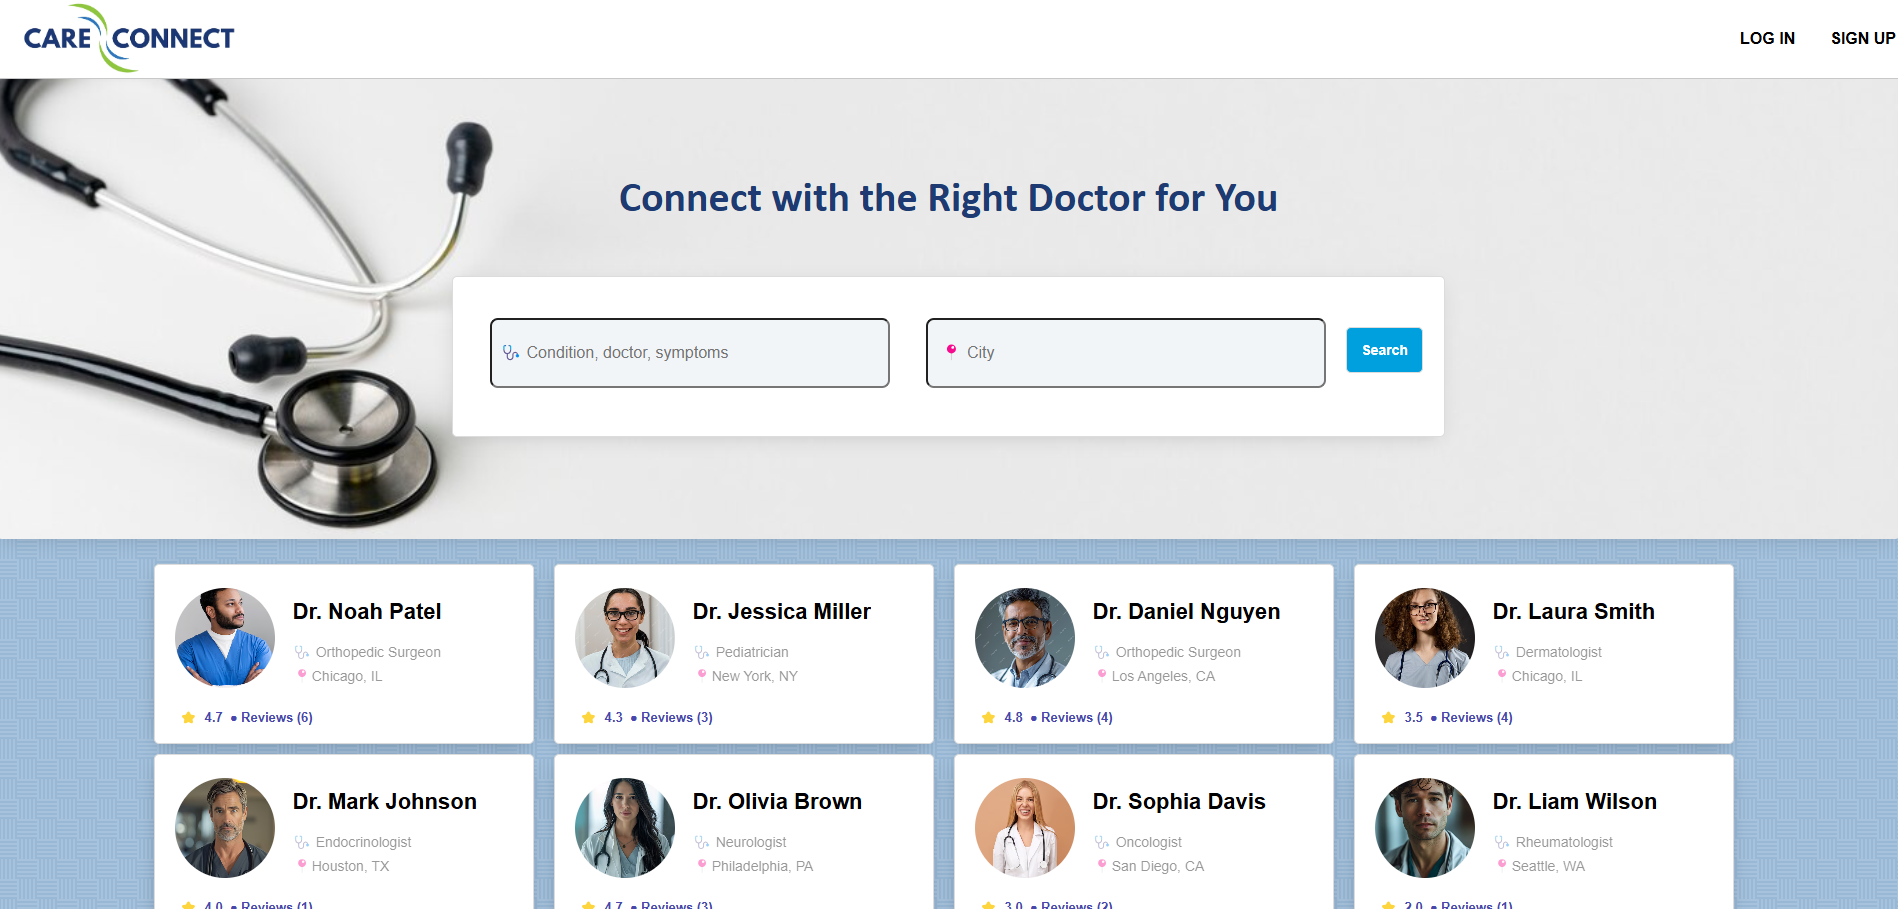 CARE CONNECT
LOG IN
SIGN UP
Connect with the Right Doctor for You
Condition, doctor, symptoms
City
Search
Dr. Noah Patel
Orthopedic Surgeon
Chicago, IL
4.7 • Reviews (6)
Dr. Jessica Miller
Pediatrician
New York, NY
4.3 • Reviews (3)
Dr. Daniel Nguyen
Orthopedic Surgeon
Los Angeles, CA
4.8 • Reviews (4)
Dr. Laura Smith
Dermatologist
Chicago, IL
3.5 • Reviews (4)
Dr. Mark Johnson
Endocrinologist
Houston, TX
4.0 • Reviews (1)
Dr. Olivia Brown
Neurologist
Philadelphia, PA
4.7 • Reviews (3)
Dr. Sophia Davis
Oncologist
San Diego, CA
3.0 • Reviews (2)
Dr. Liam Wilson
Rheumatologist
Seattle, WA
2.0 • Reviews (1)